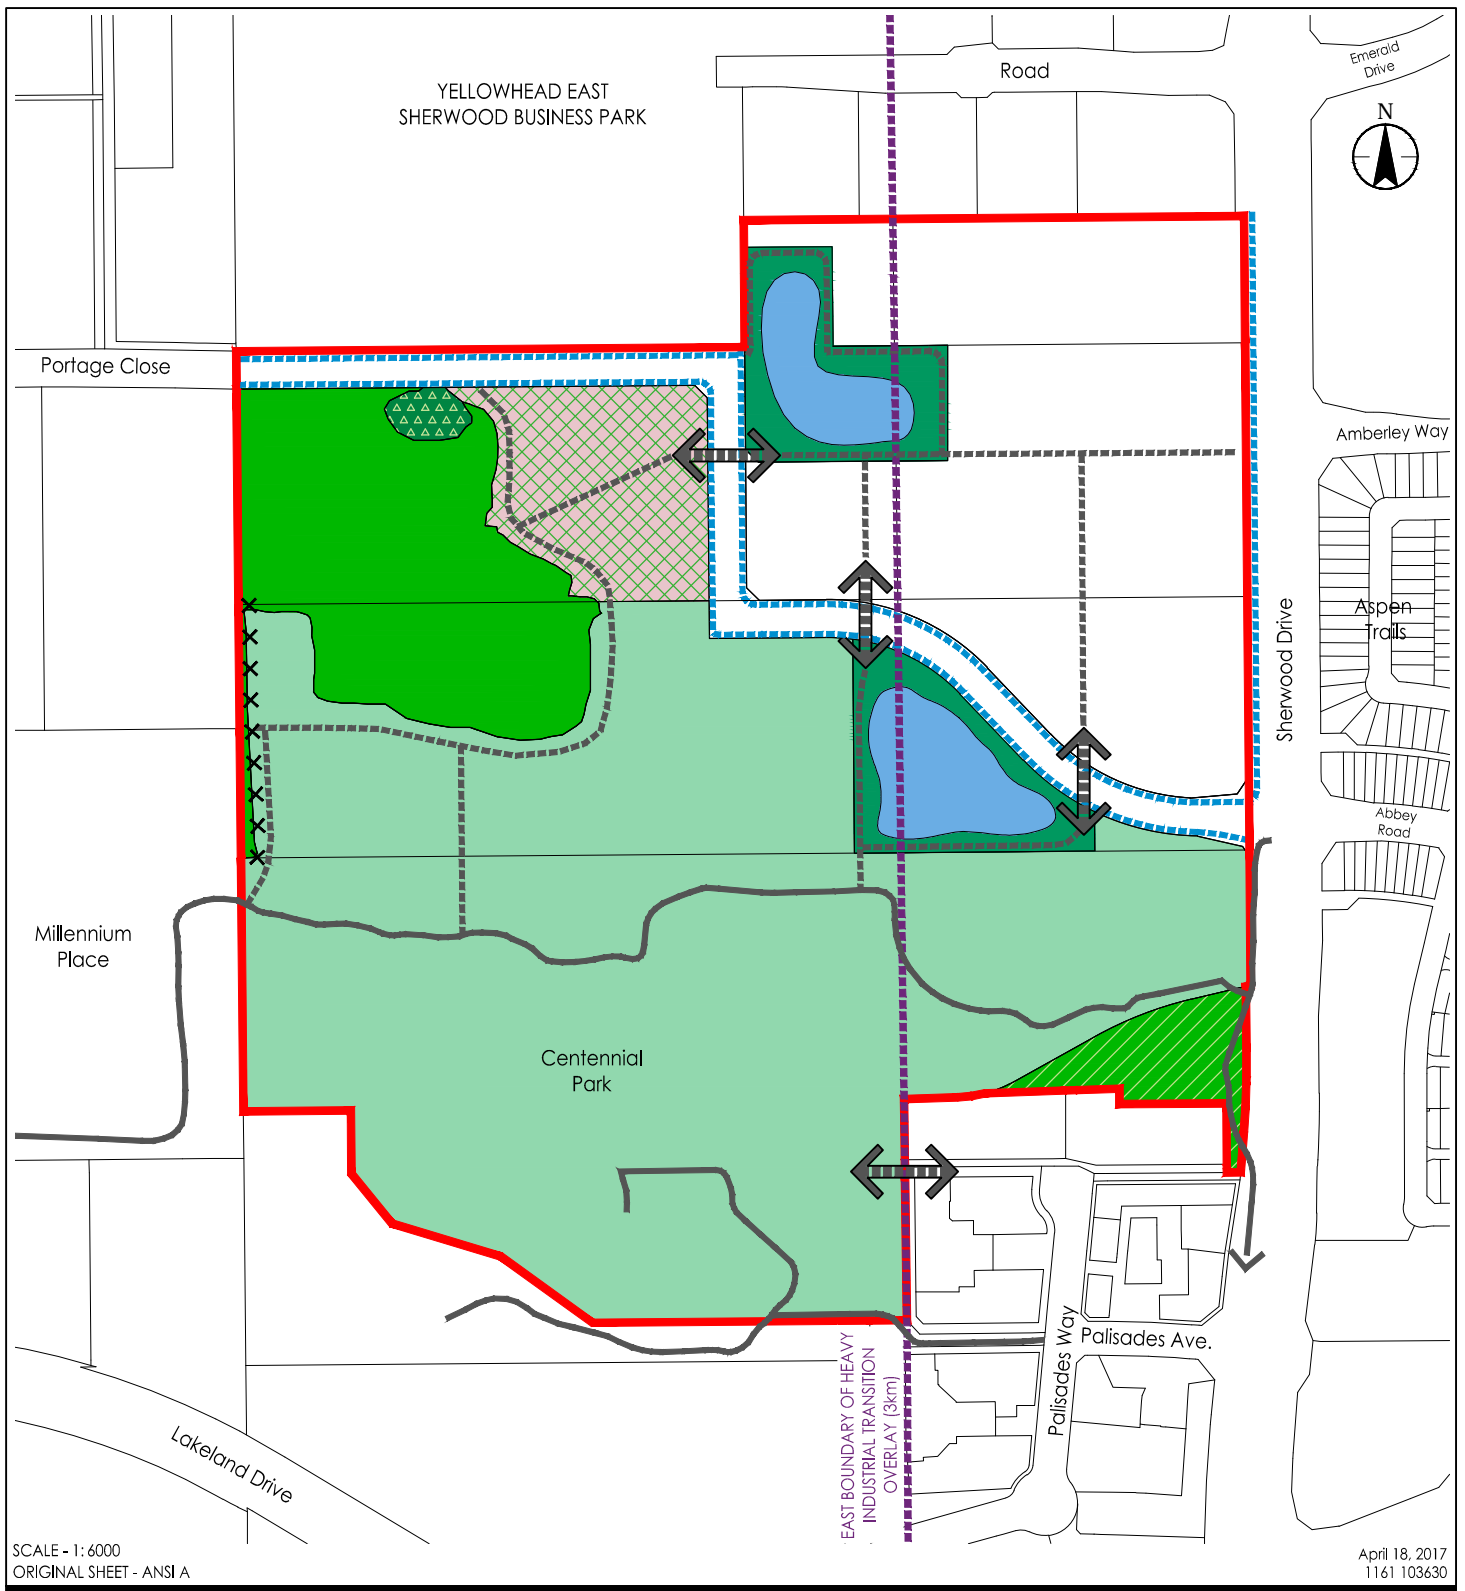 Road
Emerald
Drive
YELLOWHEAD EAST
SHERWOOD BUSINESS PARK
N
Portage Close
Amberley Way
Aspen
Trails
Sherwood Drive
Abbey
Road
Millennium
Place
Centennial
Park
Palisades Way
Palisades Ave.
EAST BOUNDARY OF HEAVY
INDUSTRIAL TRANSITION
OVERLAY (3km)
Lakeland Drive
SCALE - 1:6000
ORIGINAL SHEET - ANSI A
April 18, 2017
1161 103630